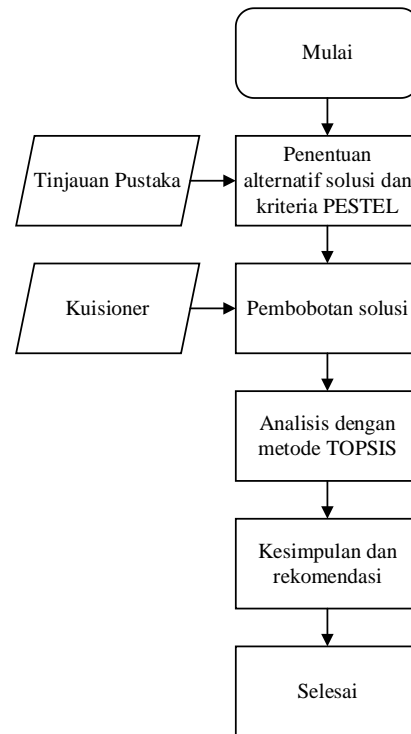 Mulai
Tinjauan Pustaka
Penentuan
alternatif solusi dan
kriteria PESTEL
Kuisioner
Pembobotan solusi
Analisis dengan
metode TOPSIS
Kesimpulan dan
rekomendasi
Selesai